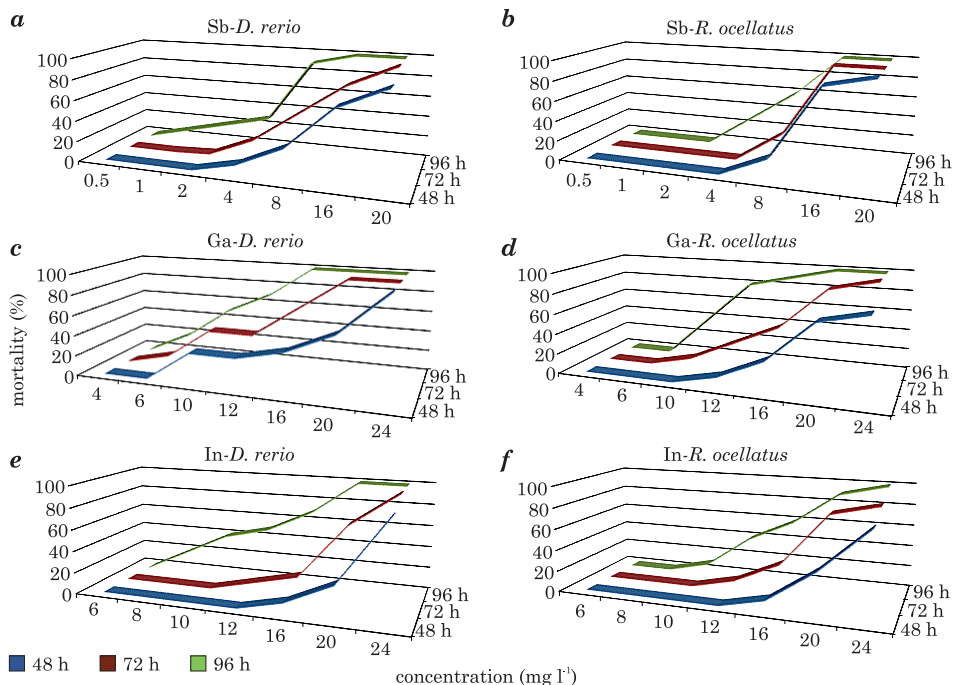 a Sb-D. rerio
100
80
60
40
20
0
0.5 1 2 4 8 16 20
96 h
72 h
48 h
b Sb-R. ocellatus
100
80
60
40
20
0
0.5 1 2 4 8 16 20
96 h
72 h
48 h
c Ga-D. rerio
100
80
60
40
20
0
4 6 10 12 16 20 24
96 h
72 h
48 h
d Ga-R. ocellatus
100
80
60
40
20
0
4 6 10 12 16 20 24
96 h
72 h
48 h
mortality (%)
e In-D. rerio
100
80
60
40
20
0
6 8 10 12 16 20 24
96 h
72 h
48 h
f In-R. ocellatus
100
80
60
40
20
0
6 8 10 12 16 20 24
96 h
72 h
48 h
48 h 72 h 96 h
concentration (mg l⁻¹)